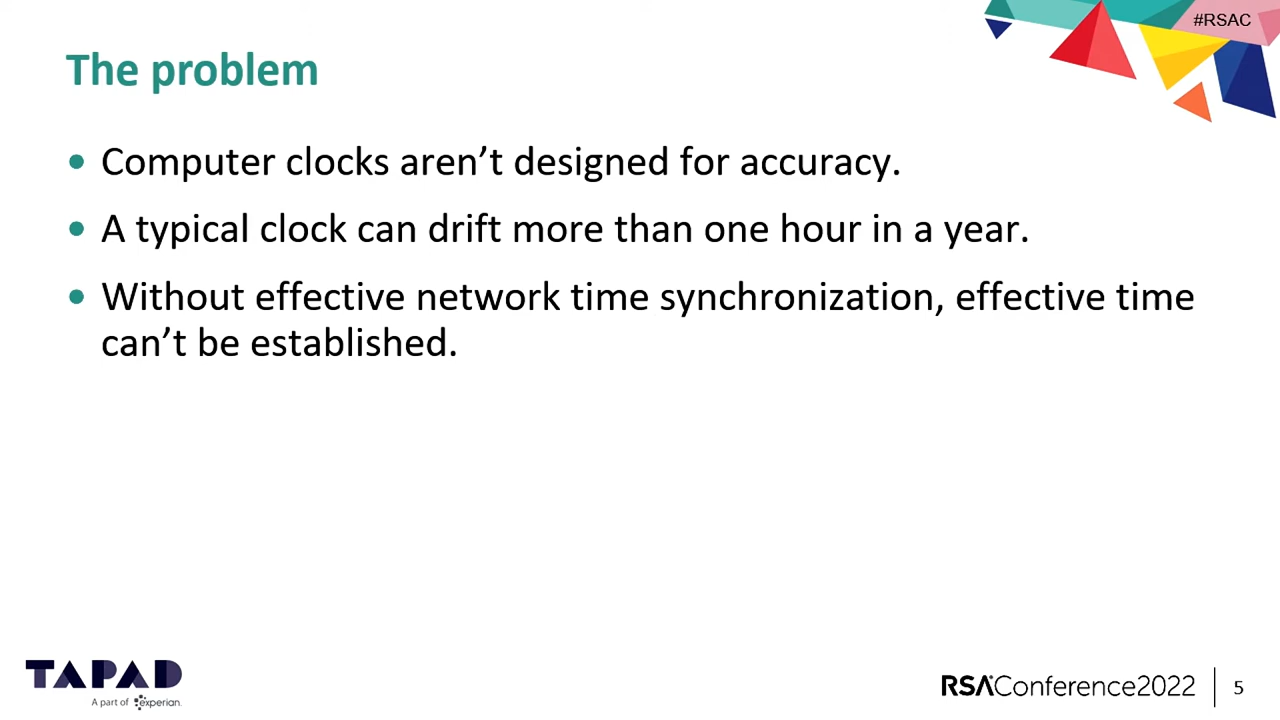 #RSAC
The problem
• Computer clocks aren’t designed for accuracy.
• A typical clock can drift more than one hour in a year.
• Without effective network time synchronization, effective time
can’t be established.
TAPAD
A part of experian.
RSAConference2022
5